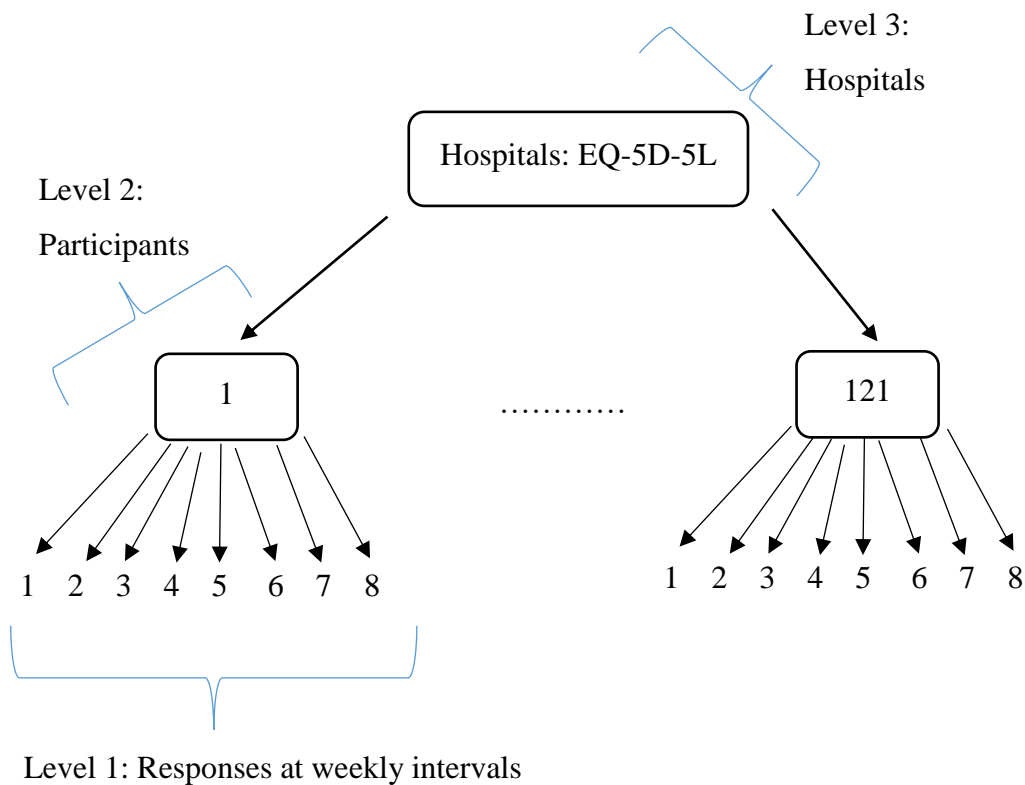 Level 3:
Hospitals
Hospitals: EQ-5D-5L
Level 2:
Participants
1
…………
121
1 2 3 4 5 6 7 8
1 2 3 4 5 6 7 8
Level 1: Responses at weekly intervals